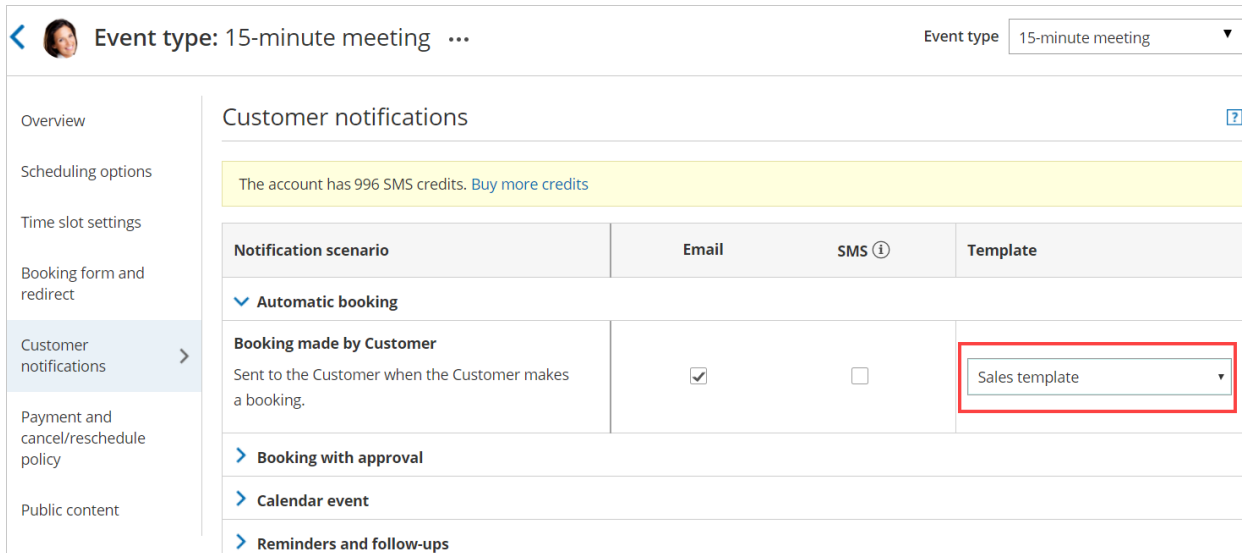 Event type: 15-minute meeting ...
Event type 15-minute meeting
Overview
Scheduling options
Time slot settings
Booking form and
redirect
Customer
notifications
Payment and
cancel/reschedule
policy
Public content
Customer notifications
?
The account has 996 SMS credits. Buy more credits
Notification scenario Email SMS i Template
Automatic booking
Booking made by Customer
Sent to the Customer when the Customer makes
a booking.
Sales template
Booking with approval
Calendar event
Reminders and follow-ups